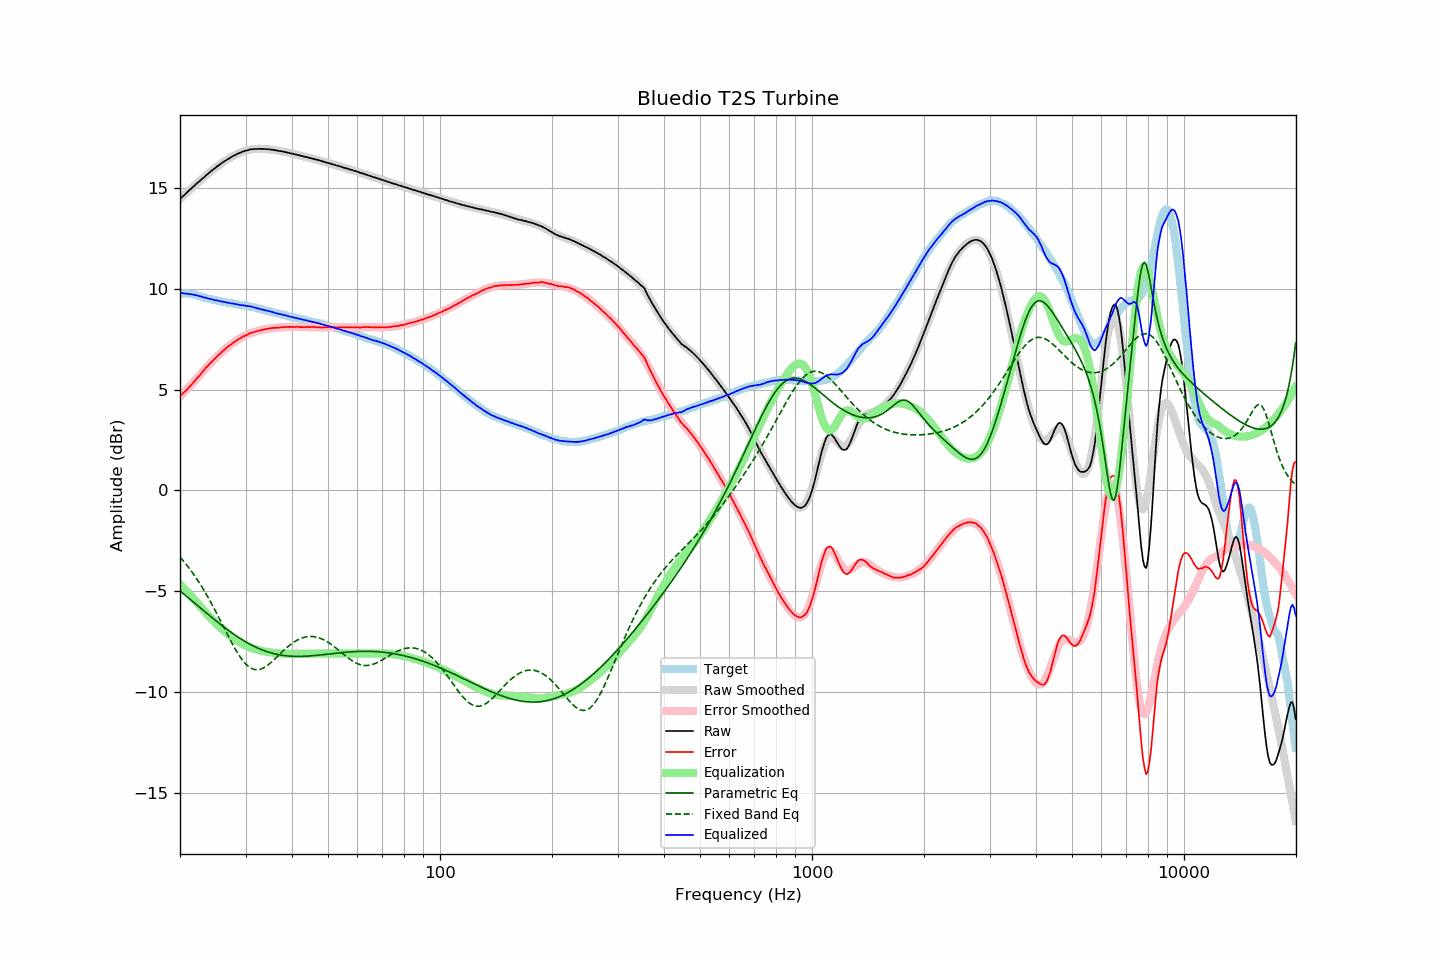 Bluedio T2S Turbine
Amplitude (dBr)
15
10
5
0
−5
−10
−15
Target
Raw Smoothed
Error Smoothed
Raw
Error
Equalization
Parametric Eq
Fixed Band Eq
Equalized
100
1000
10000
Frequency (Hz)